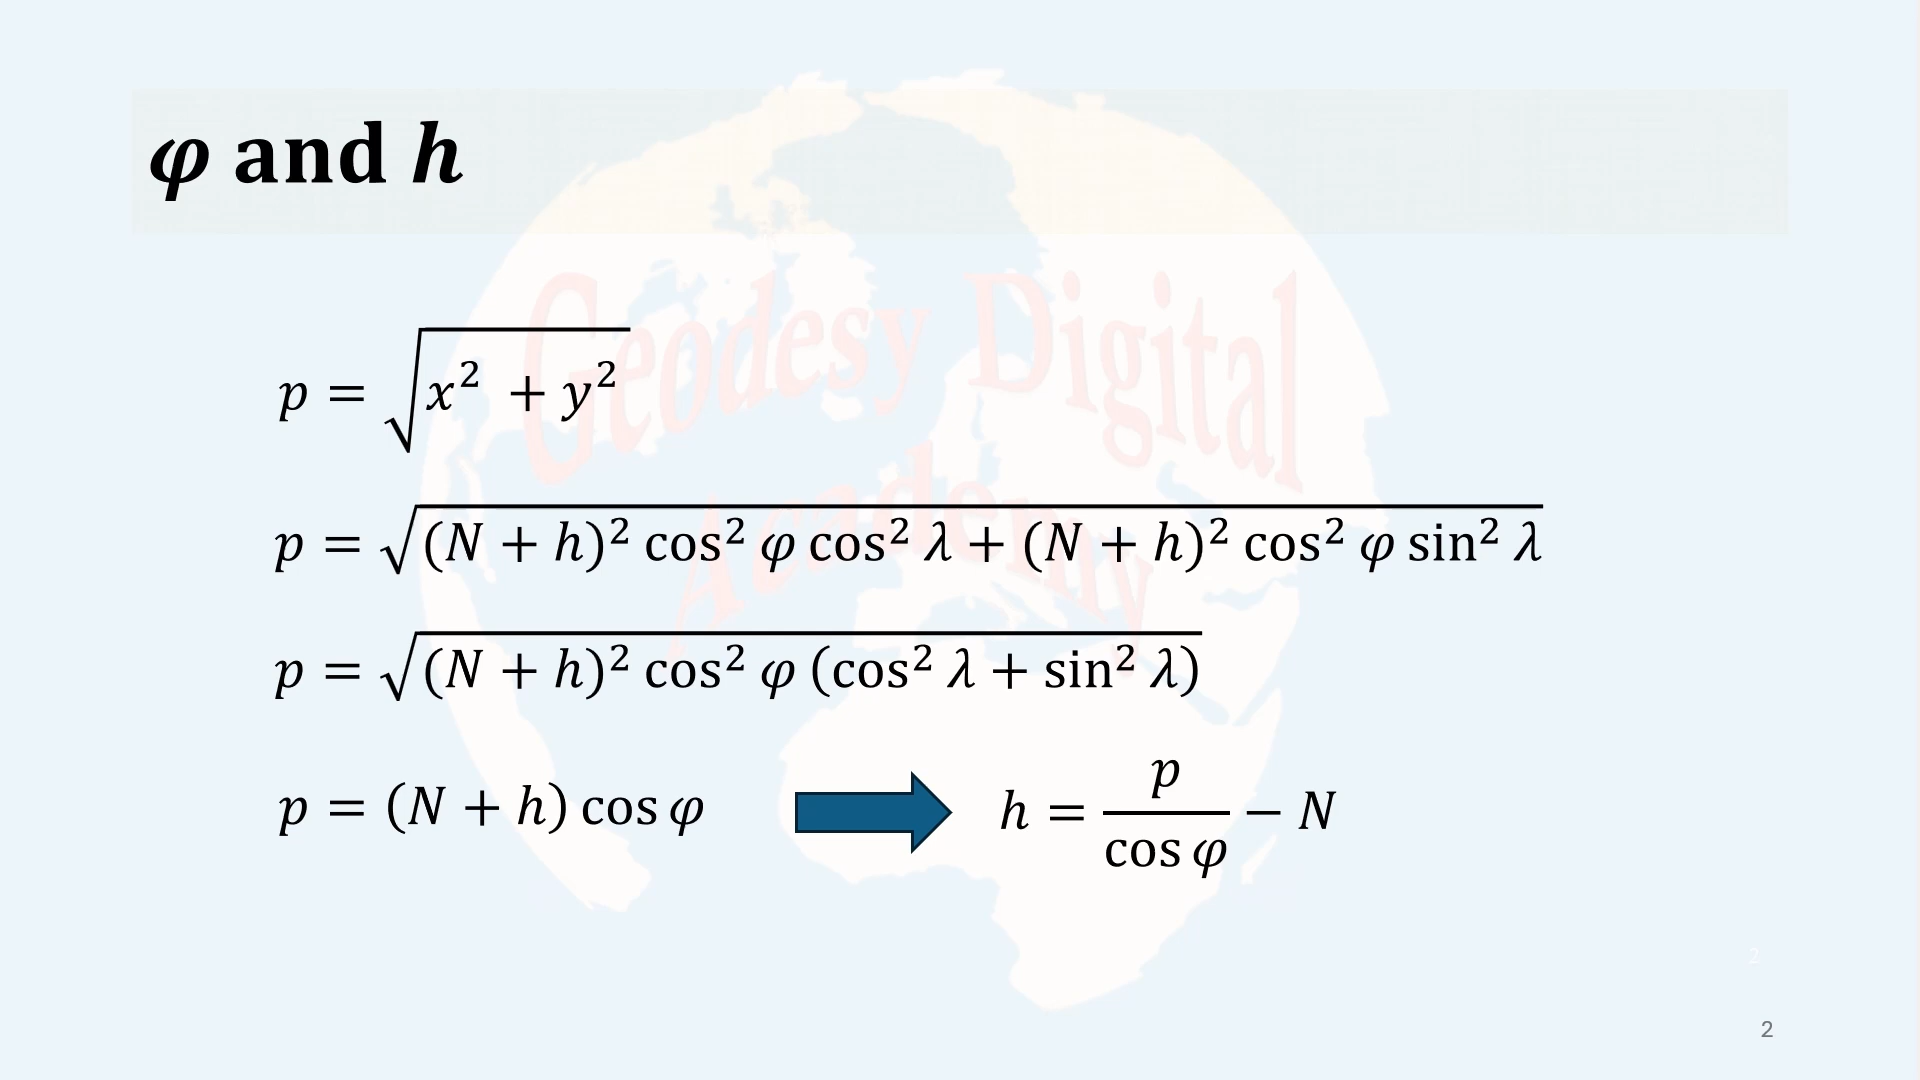 φ and h
p = √(x² + y²)
p = √((N + h)² cos² φ cos² λ + (N + h)² cos² φ sin² λ)
p = √((N + h)² cos² φ (cos² λ + sin² λ))
p = (N + h) cos φ
h = p / cos φ − N
Geodesy Digital
Academy
2
2